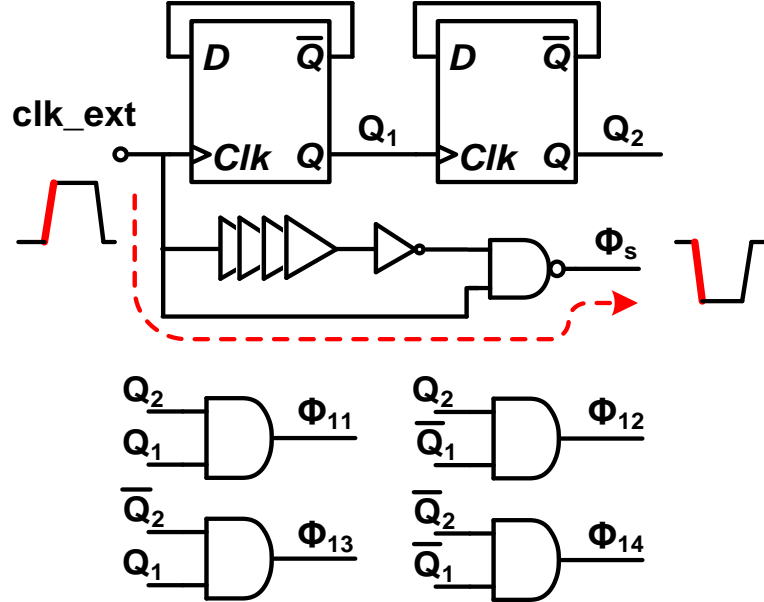 D Q̅ D Q̅
clk_ext
Clk Q Q₁ Clk Q Q₂
Φₛ
Q₂ Φ₁₁ Q₂ Φ₁₂
Q₁ Q̅₁
Q̅₂ Φ₁₃ Q̅₂ Φ₁₄
Q₁ Q̅₁